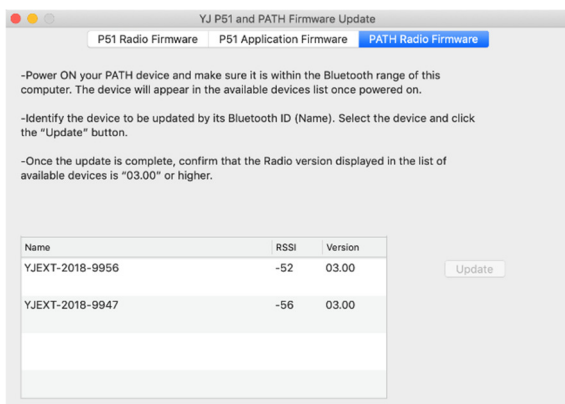 YJ P51 and PATH Firmware Update
P51 Radio Firmware P51 Application Firmware PATH Radio Firmware
-Power ON your PATH device and make sure it is within the Bluetooth range of this
computer. The device will appear in the available devices list once powered on.
-Identify the device to be updated by its Bluetooth ID (Name). Select the device and click
the “Update” button.
-Once the update is complete, confirm that the Radio version displayed in the list of
available devices is “03.00” or higher.
Name RSSI Version
YJEXT-2018-9956 -52 03.00
Update
YJEXT-2018-9947 -56 03.00